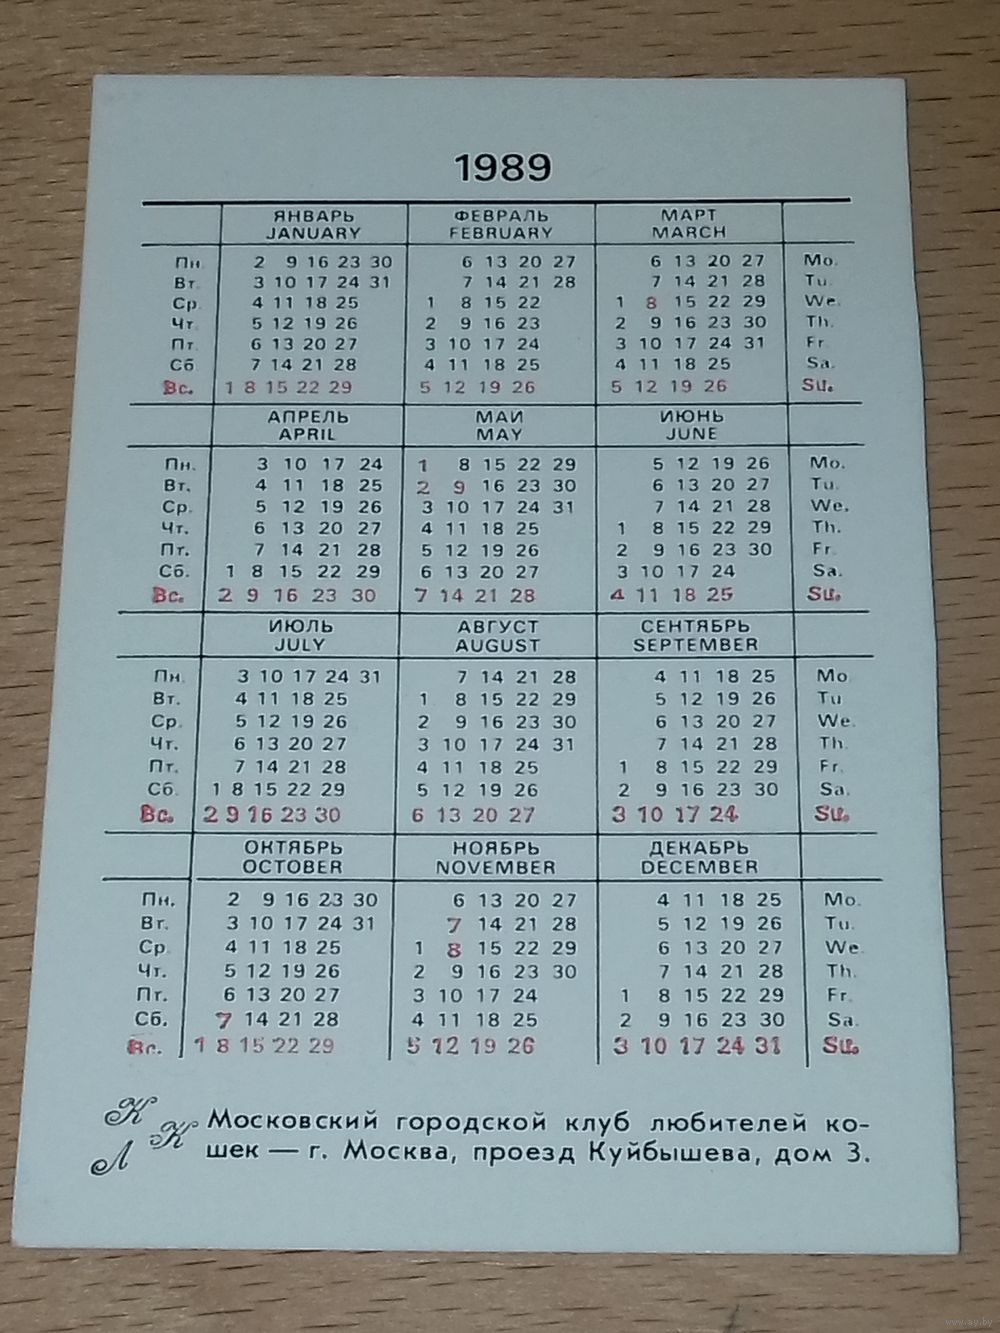 1989
ЯНВАРЬ ФЕВРАЛЬ МАРТ
JANUARY FEBRUARY MARCH
Пн. 2 9 16 23 30 6 13 20 27 6 13 20 27 Mo.
Вт. 3 10 17 24 31 7 14 21 28 7 14 21 28 Tu.
Ср. 4 11 18 25 1 8 15 22 1 8 15 22 29 We.
Чт. 5 12 19 26 2 9 16 23 2 9 16 23 30 Th.
Пт. 6 13 20 27 3 10 17 24 3 10 17 24 31 Fr.
Сб. 7 14 21 28 4 11 18 25 4 11 18 25 Sa.
Вс. 1 8 15 22 29 5 12 19 26 5 12 19 26 Su.
АПРЕЛЬ МАЙ ИЮНЬ
APRIL MAY JUNE
Пн. 3 10 17 24 1 8 15 22 29 5 12 19 26 Mo.
Вт. 4 11 18 25 2 9 16 23 30 6 13 20 27 Tu.
Ср. 5 12 19 26 3 10 17 24 31 7 14 21 28 We.
Чт. 6 13 20 27 4 11 18 25 1 8 15 22 29 Th.
Пт. 7 14 21 28 5 12 19 26 2 9 16 23 30 Fr.
Сб. 1 8 15 22 29 6 13 20 27 3 10 17 24 Sa.
Вс. 2 9 16 23 30 7 14 21 28 4 11 18 25 Su.
ИЮЛЬ АВГУСТ СЕНТЯБРЬ
JULY AUGUST SEPTEMBER
Пн. 3 10 17 24 31 7 14 21 28 4 11 18 25 Mo.
Вт. 4 11 18 25 1 8 15 22 29 5 12 19 26 Tu
Ср. 5 12 19 26 2 9 16 23 30 6 13 20 27 We.
Чт. 6 13 20 27 3 10 17 24 31 7 14 21 28 Th.
Пт. 7 14 21 28 4 11 18 25 1 8 15 22 29 Fr.
Сб. 1 8 15 22 29 5 12 19 26 2 9 16 23 30 Sa.
Вс. 2 9 16 23 30 6 13 20 27 3 10 17 24 Su.
ОКТЯБРЬ НОЯБРЬ ДЕКАБРЬ
OCTOBER NOVEMBER DECEMBER
Пн. 2 9 16 23 30 6 13 20 27 4 11 18 25 Mo.
Вт. 3 10 17 24 31 7 14 21 28 5 12 19 26 Tu.
Ср. 4 11 18 25 1 8 15 22 29 6 13 20 27 We.
Чт. 5 12 19 26 2 9 16 23 30 7 14 21 28 Th.
Пт. 6 13 20 27 3 10 17 24 1 8 15 22 29 Fr.
Сб. 7 14 21 28 4 11 18 25 2 9 16 23 30 Sa.
Вс. 1 8 15 22 29 5 12 19 26 3 10 17 24 31 Su.
К К Л
Московский городской клуб любителей ко-
шек — г. Москва, проезд Куйбышева, дом 3.
www.ay.by